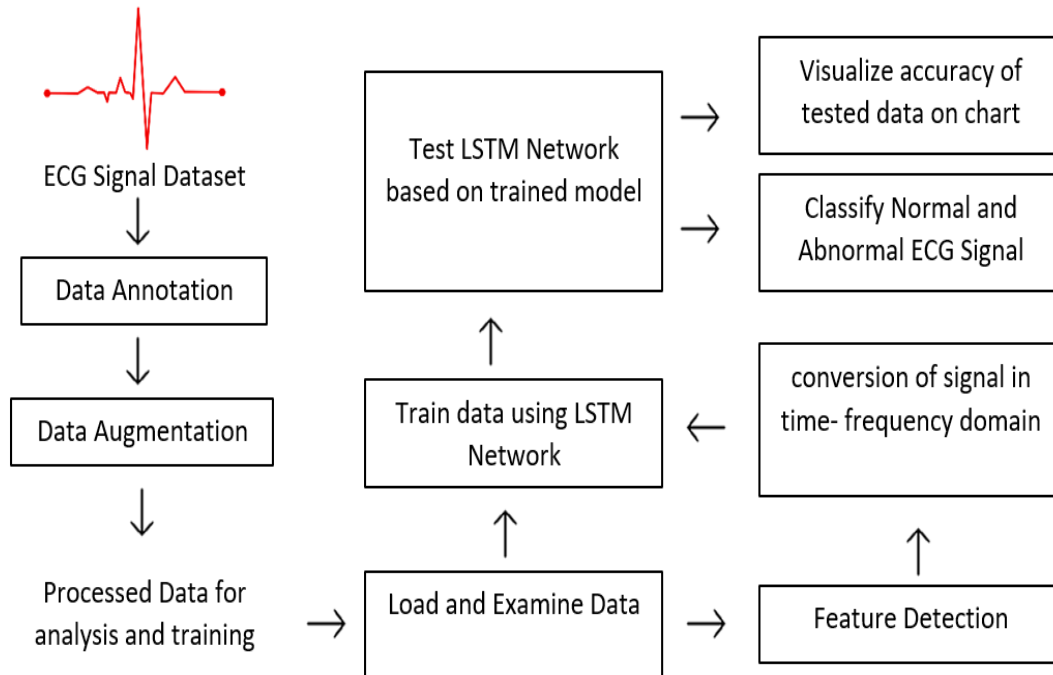 ECG Signal Dataset
Data Annotation
Data Augmentation
Processed Data for
analysis and training
Load and Examine Data
Train data using LSTM
Network
Test LSTM Network
based on trained model
Visualize accuracy of
tested data on chart
Classify Normal and
Abnormal ECG Signal
conversion of signal in
time- frequency domain
Feature Detection